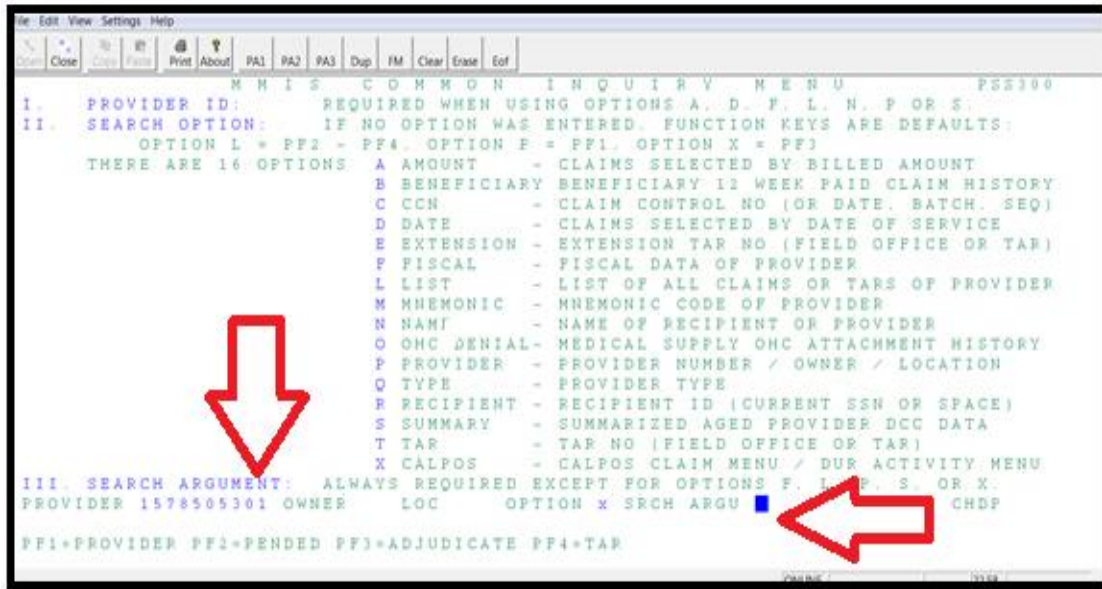 File Edit View Settings Help
Open Close Copy Paste Print About PA1 PA2 PA3 Dup FM Clear Erase Eof
M M I S C O M M O N I N Q U I R Y M E N U PSS300
I. PROVIDER ID: REQUIRED WHEN USING OPTIONS A, D, F, L, N, P OR S.
II. SEARCH OPTION: IF NO OPTION WAS ENTERED, FUNCTION KEYS ARE DEFAULTS:
OPTION L = PF2 - PF4, OPTION P = PF1, OPTION X = PF3
THERE ARE 16 OPTIONS A AMOUNT - CLAIMS SELECTED BY BILLED AMOUNT
B BENEFICIARY BENEFICIARY 12 WEEK PAID CLAIM HISTORY
C CCN - CLAIM CONTROL NO (OR DATE, BATCH, SEQ)
D DATE - CLAIMS SELECTED BY DATE OF SERVICE
E EXTENSION - EXTENSION TAR NO (FIELD OFFICE OR TAR)
F FISCAL - FISCAL DATA OF PROVIDER
L LIST - LIST OF ALL CLAIMS OR TARS OF PROVIDER
M MNEMONIC - MNEMONIC CODE OF PROVIDER
N NAME - NAME OF RECIPIENT OR PROVIDER
O OHC DENIAL- MEDICAL SUPPLY OHC ATTACHMENT HISTORY
P PROVIDER - PROVIDER NUMBER / OWNER / LOCATION
Q TYPE - PROVIDER TYPE
R RECIPIENT - RECIPIENT ID (CURRENT SSN OR SPACE)
S SUMMARY - SUMMARIZED AGED PROVIDER DCC DATA
T TAR - TAR NO (FIELD OFFICE OR TAR)
X CALPOS - CALPOS CLAIM MENU / DUR ACTIVITY MENU
III. SEARCH ARGUMENT: ALWAYS REQUIRED EXCEPT FOR OPTIONS F, L, P, S, OR X.
PROVIDER 1578505301 OWNER LOC OPTION x SRCH ARGU CHDP
PF1=PROVIDER PF2=PENDED PF3=ADJUDICATE PF4=TAR
ONLINE